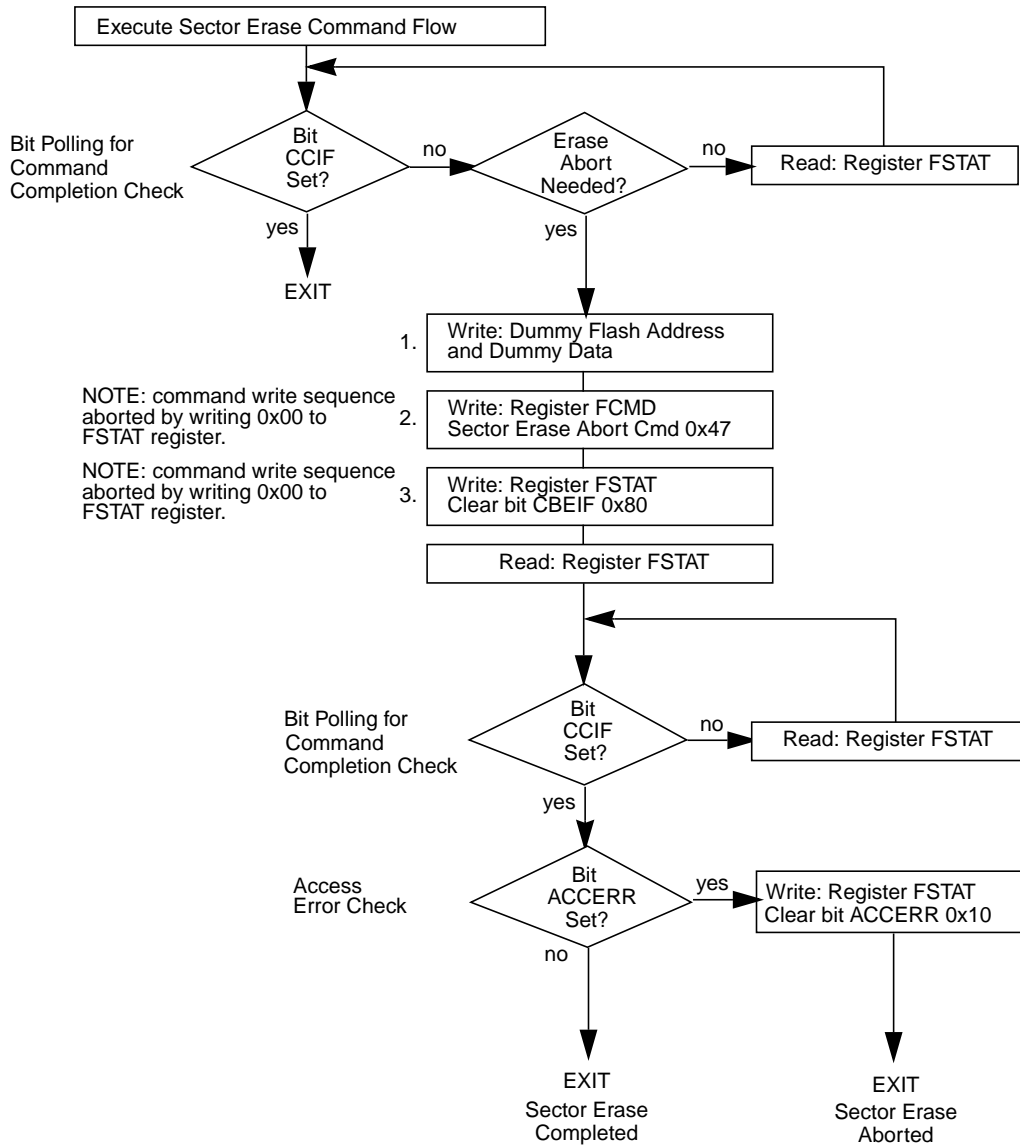 Execute Sector Erase Command Flow
Bit Polling for
Command
Completion Check
Bit
CCIF
Set?
no
Erase
Abort
Needed?
no
Read: Register FSTAT
yes
EXIT
yes
1.
Write: Dummy Flash Address
and Dummy Data
NOTE: command write sequence
aborted by writing 0x00 to
FSTAT register.
2.
Write: Register FCMD
Sector Erase Abort Cmd 0x47
NOTE: command write sequence
aborted by writing 0x00 to
FSTAT register.
3.
Write: Register FSTAT
Clear bit CBEIF 0x80
Read: Register FSTAT
Bit Polling for
Command
Completion Check
Bit
CCIF
Set?
no
Read: Register FSTAT
yes
Access
Error Check
Bit
ACCERR
Set?
yes
Write: Register FSTAT
Clear bit ACCERR 0x10
no
EXIT
Sector Erase
Completed
EXIT
Sector Erase
Aborted